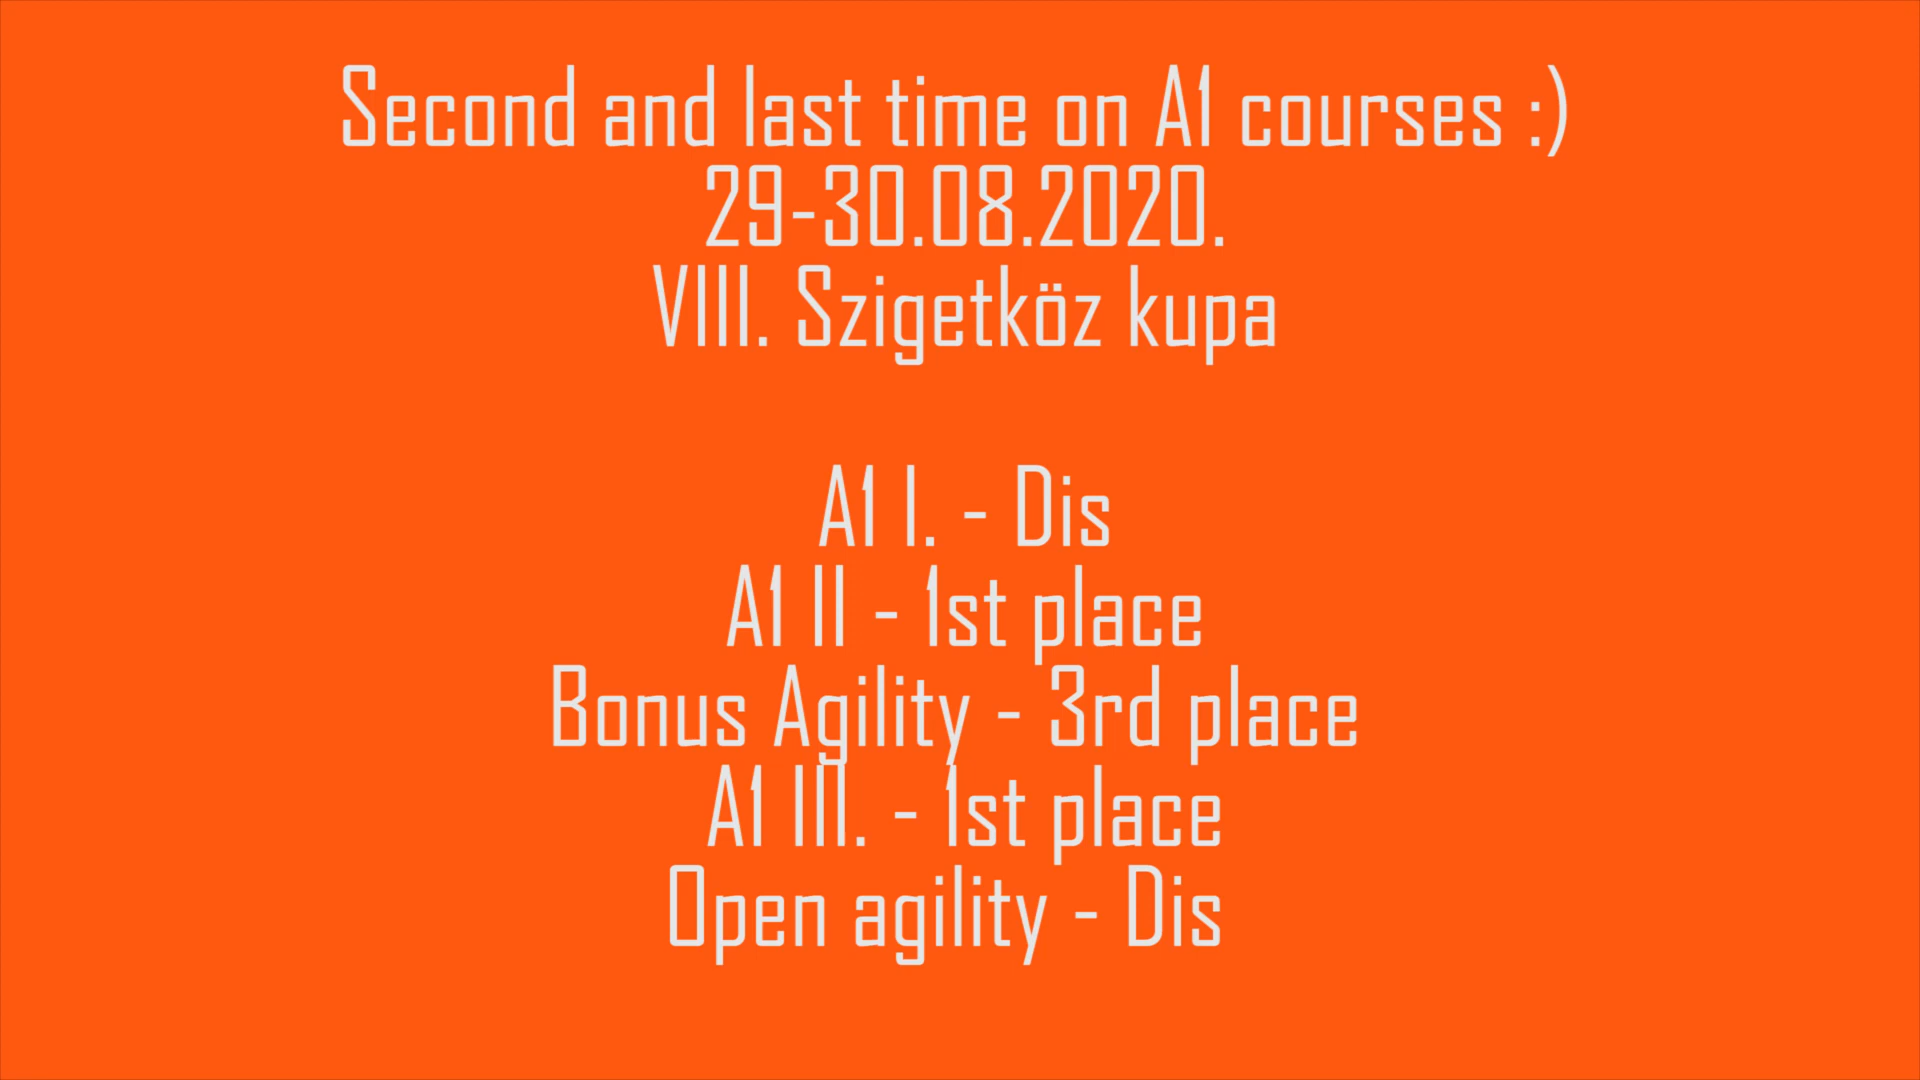 Second and last time on A1 courses :)
29-30.08.2020.
VIII. Szigetköz kupa
A1 I. - Dis
A1 II - 1st place
Bonus Agility - 3rd place
A1 III. - 1st place
Open agility - Dis